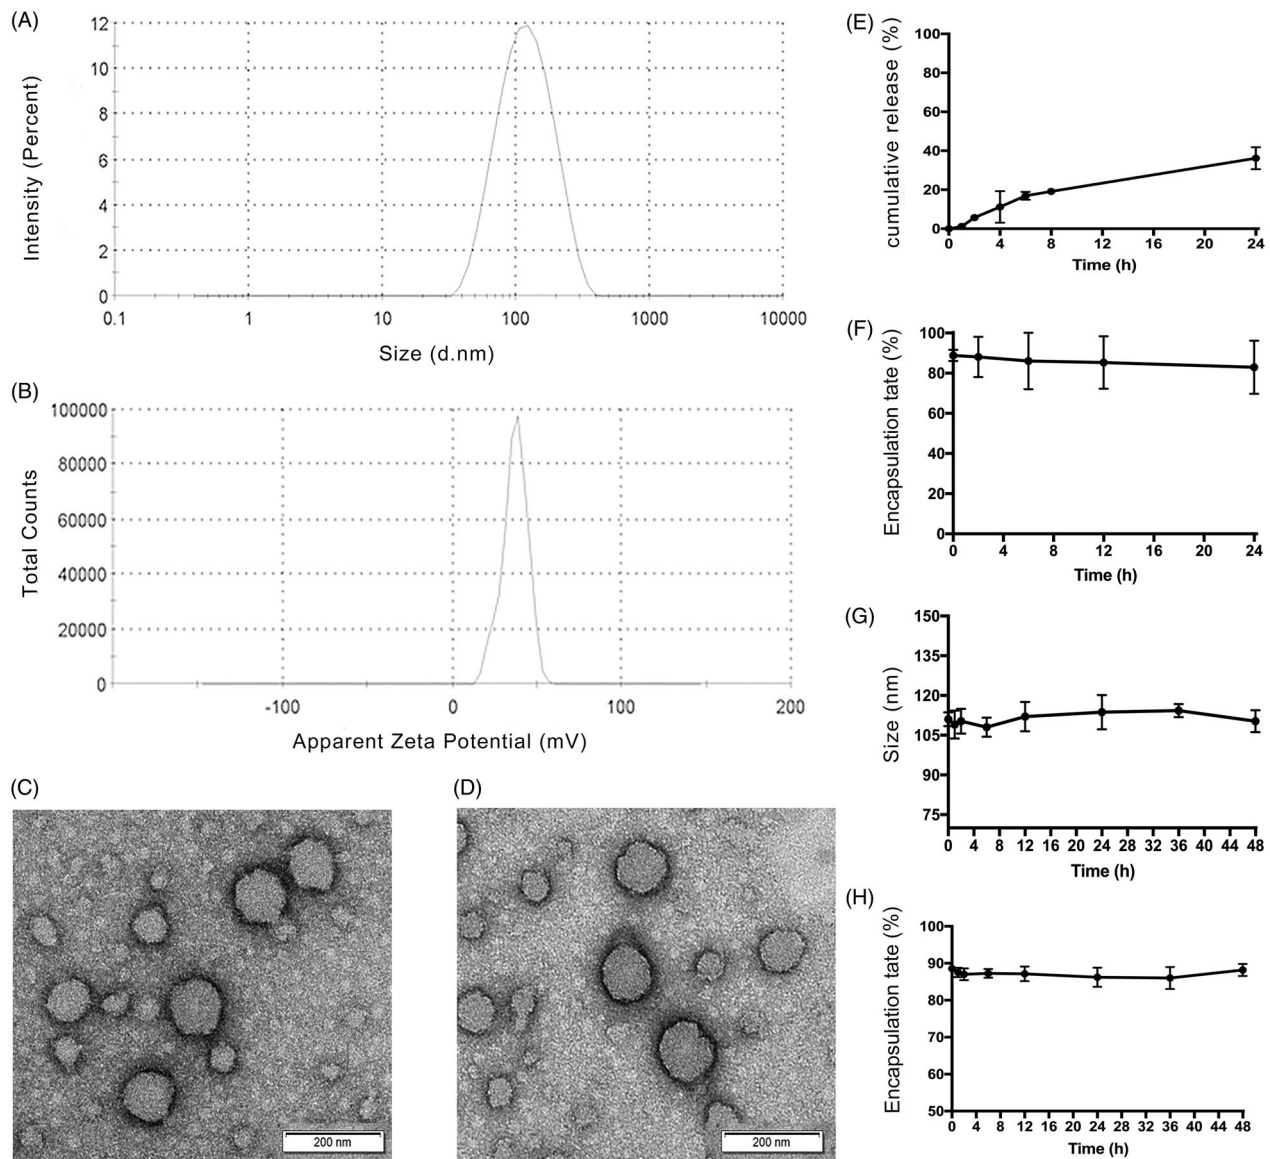 (A)
Intensity (Percent)
12
10
8
6
4
2
0
0.1 1 10 100 1000 10000
Size (d.nm)
(B)
Total Counts
100000
80000
60000
40000
20000
0
-100 0 100 200
Apparent Zeta Potential (mV)
(C)
200 nm
(D)
200 nm
(E)
cumulative release (%)
100
80
60
40
20
0
0 4 8 12 16 20 24
Time (h)
(F)
Encapsulation tate (%)
100
80
60
40
20
0
0 4 8 12 16 20 24
Time (h)
(G)
Size (nm)
150
135
120
105
90
75
0 4 8 12 16 20 24 28 32 36 40 44 48
Time (h)
(H)
Encapsulation tate (%)
100
90
80
70
60
50
0 4 8 12 16 20 24 28 32 36 40 44 48
Time (h)